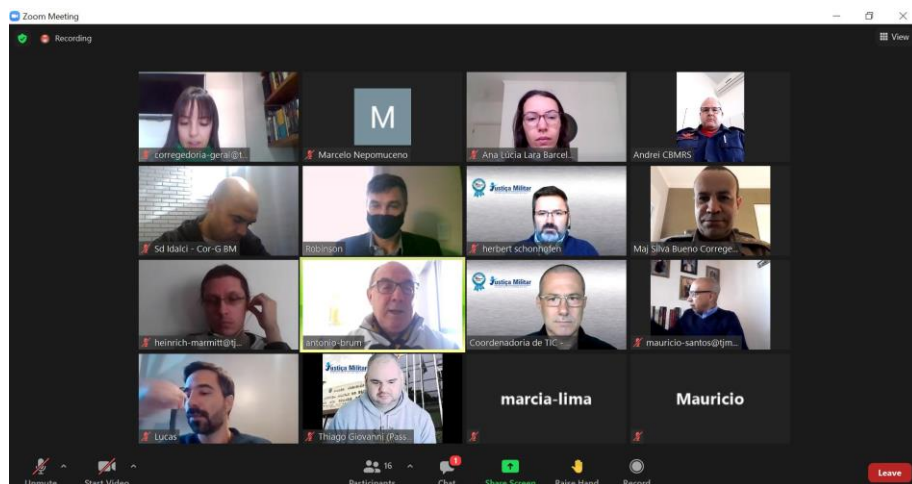 Zoom Meeting
Recording
View
corregedoria-geral@t...
M
Marcelo Nepomuceno
Ana Lúcia Lara Barcel...
Andrei CBMRS
Sd Idalci - Cor-G BM
Robinson
Justiça Militar
herbert schonhofen
Maj Silva Bueno Correge...
heinrich-marmitt@tj...
antonio-brum
Justiça Militar
Coordenadoria de TIC -
mauricio-santos@tjm...
Lucas
Justiça Militar
Thiago Giovanni (Pass...
marcia-lima
Mauricio
Unmute
Start Video
16
Participants
1
Chat
Share Screen
Raise Hand
Record
Leave